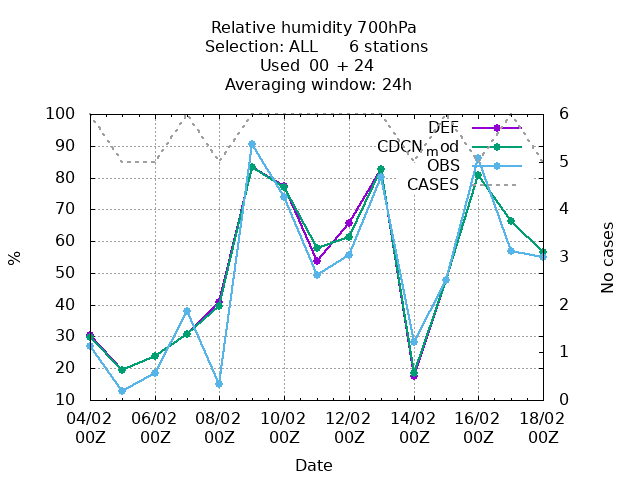 Relative humidity 700hPa
Selection: ALL 6 stations
Used 00 + 24
Averaging window: 24h
100 6
DEF
90
CDCN_mod
OBS
5
80
CASES
70 4
60
% 3 No cases
50
40 2
30
1
20
10 0
04/02 06/02 08/02 10/02 12/02 14/02 16/02 18/02
00Z 00Z 00Z 00Z 00Z 00Z 00Z 00Z
Date